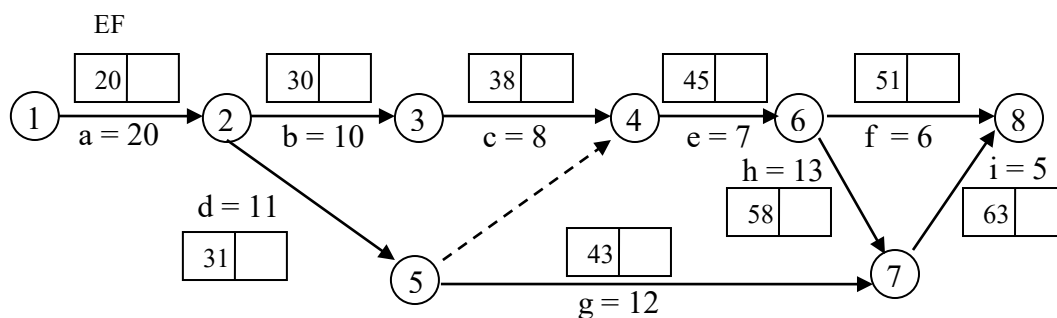 EF
20 30 38 45 51
1 2 3 4 6 8
a = 20 b = 10 c = 8 e = 7 f = 6
h = 13 i = 5
d = 11 58 63
31 43
5 7
g = 12